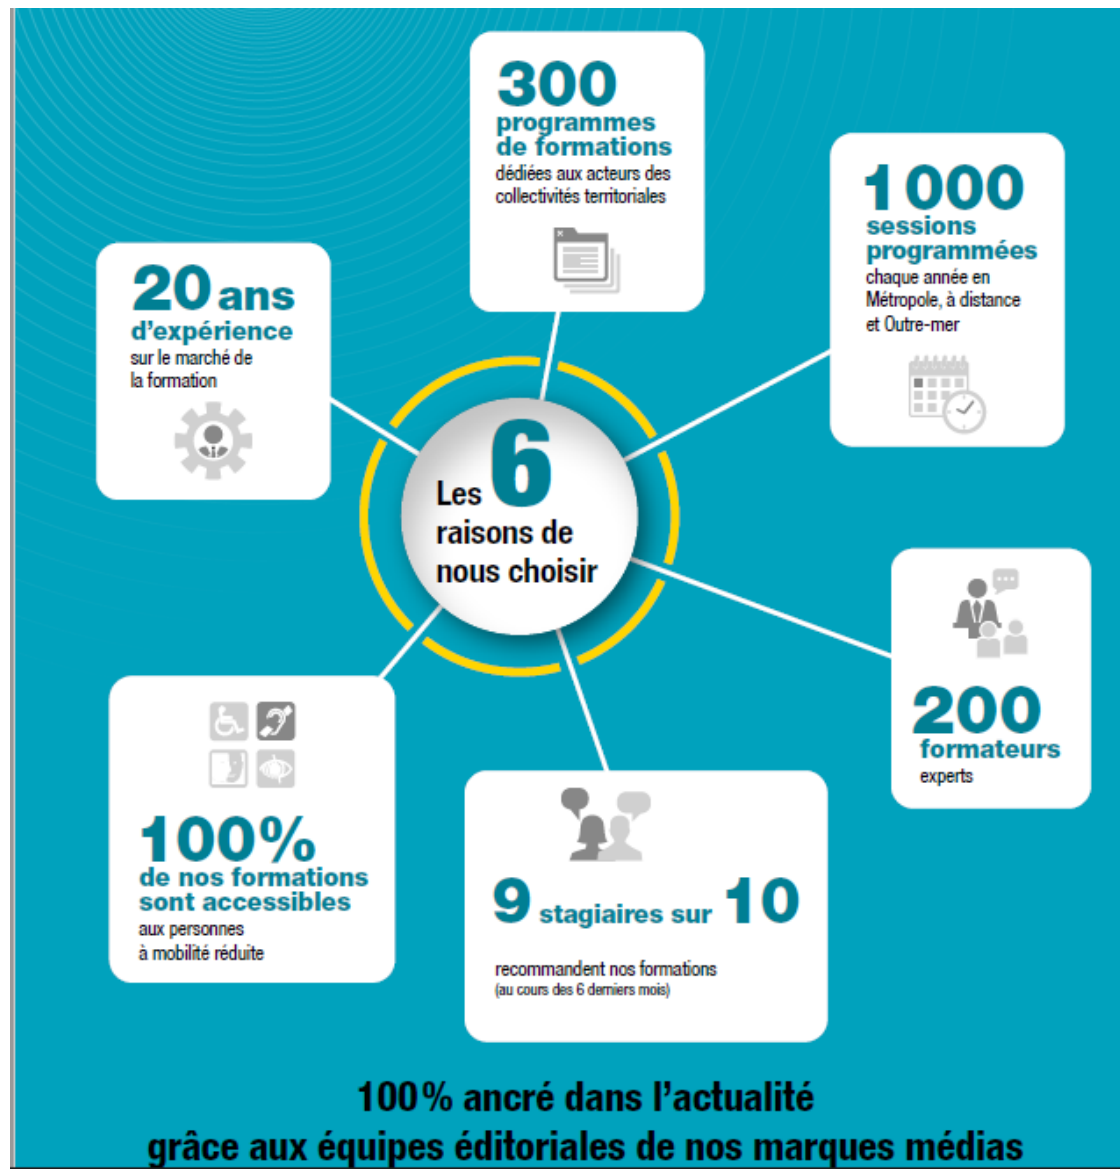 300
programmes
de formations
dédiées aux acteurs des
collectivités territoriales
1 000
sessions
programmées
chaque année en
Métropole, à distance
et Outre-mer
20 ans
d'expérience
sur le marché de
la formation
Les 6
raisons de
nous choisir
200
formateurs
experts
100%
de nos formations
sont accessibles
aux personnes
à mobilité réduite
9 stagiaires sur 10
recommandent nos formations
(au cours des 6 derniers mois)
100% ancré dans l'actualité
grâce aux équipes éditoriales de nos marques médias